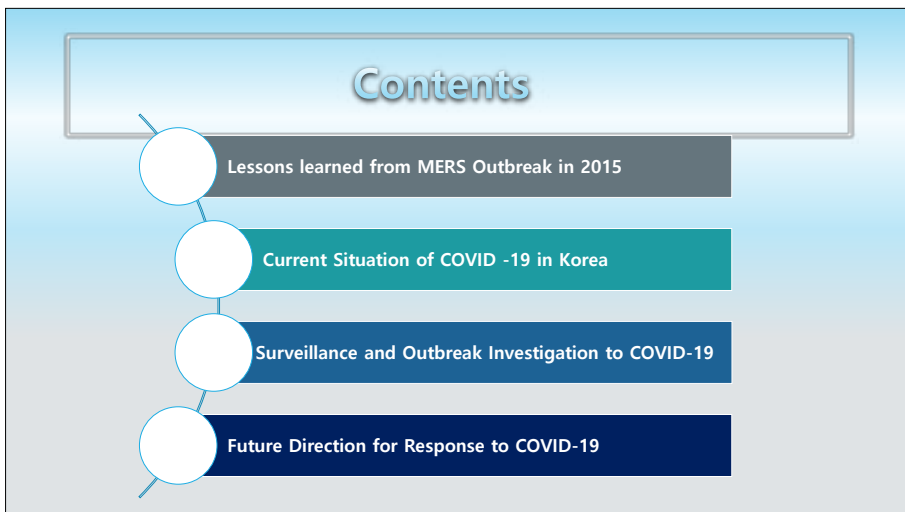 Contents
Lessons learned from MERS Outbreak in 2015
Current Situation of COVID -19 in Korea
Surveillance and Outbreak Investigation to COVID-19
Future Direction for Response to COVID-19